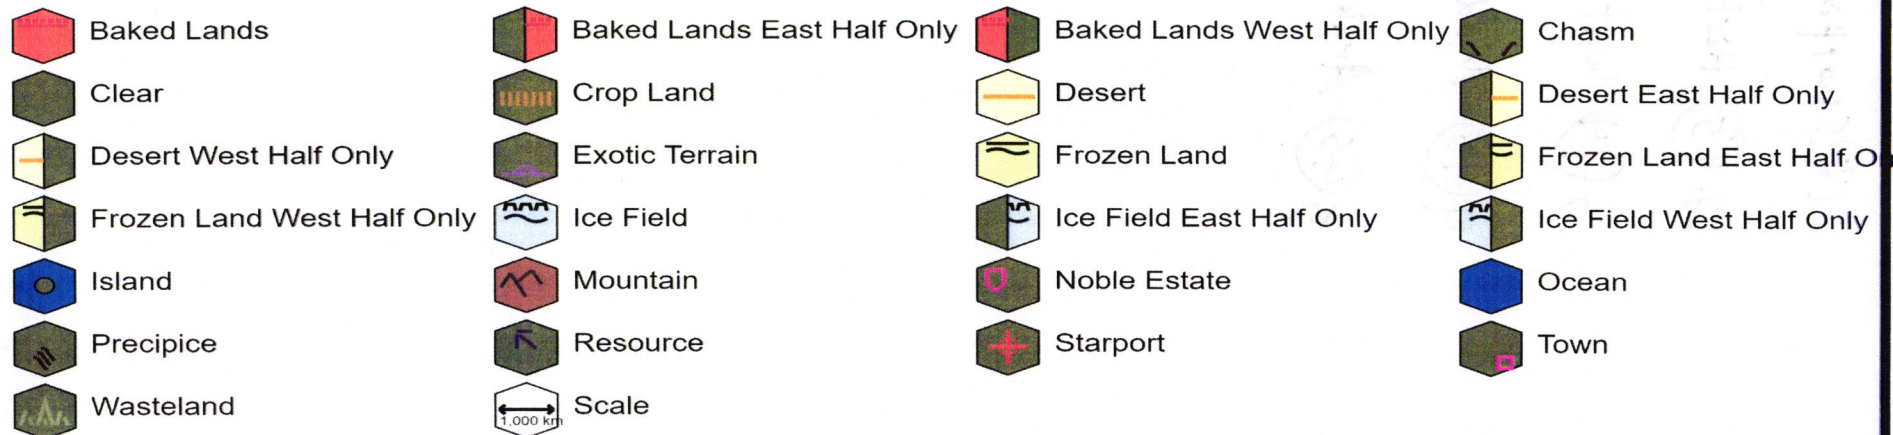 Baked Lands
Baked Lands East Half Only
Baked Lands West Half Only
Chasm
Clear
Crop Land
Desert
Desert East Half Only
Desert West Half Only
Exotic Terrain
Frozen Land
Frozen Land East Half O
Frozen Land West Half Only
Ice Field
Ice Field East Half Only
Ice Field West Half Only
Island
Mountain
Noble Estate
Ocean
Precipice
Resource
Starport
Town
Wasteland
1,000 km
Scale